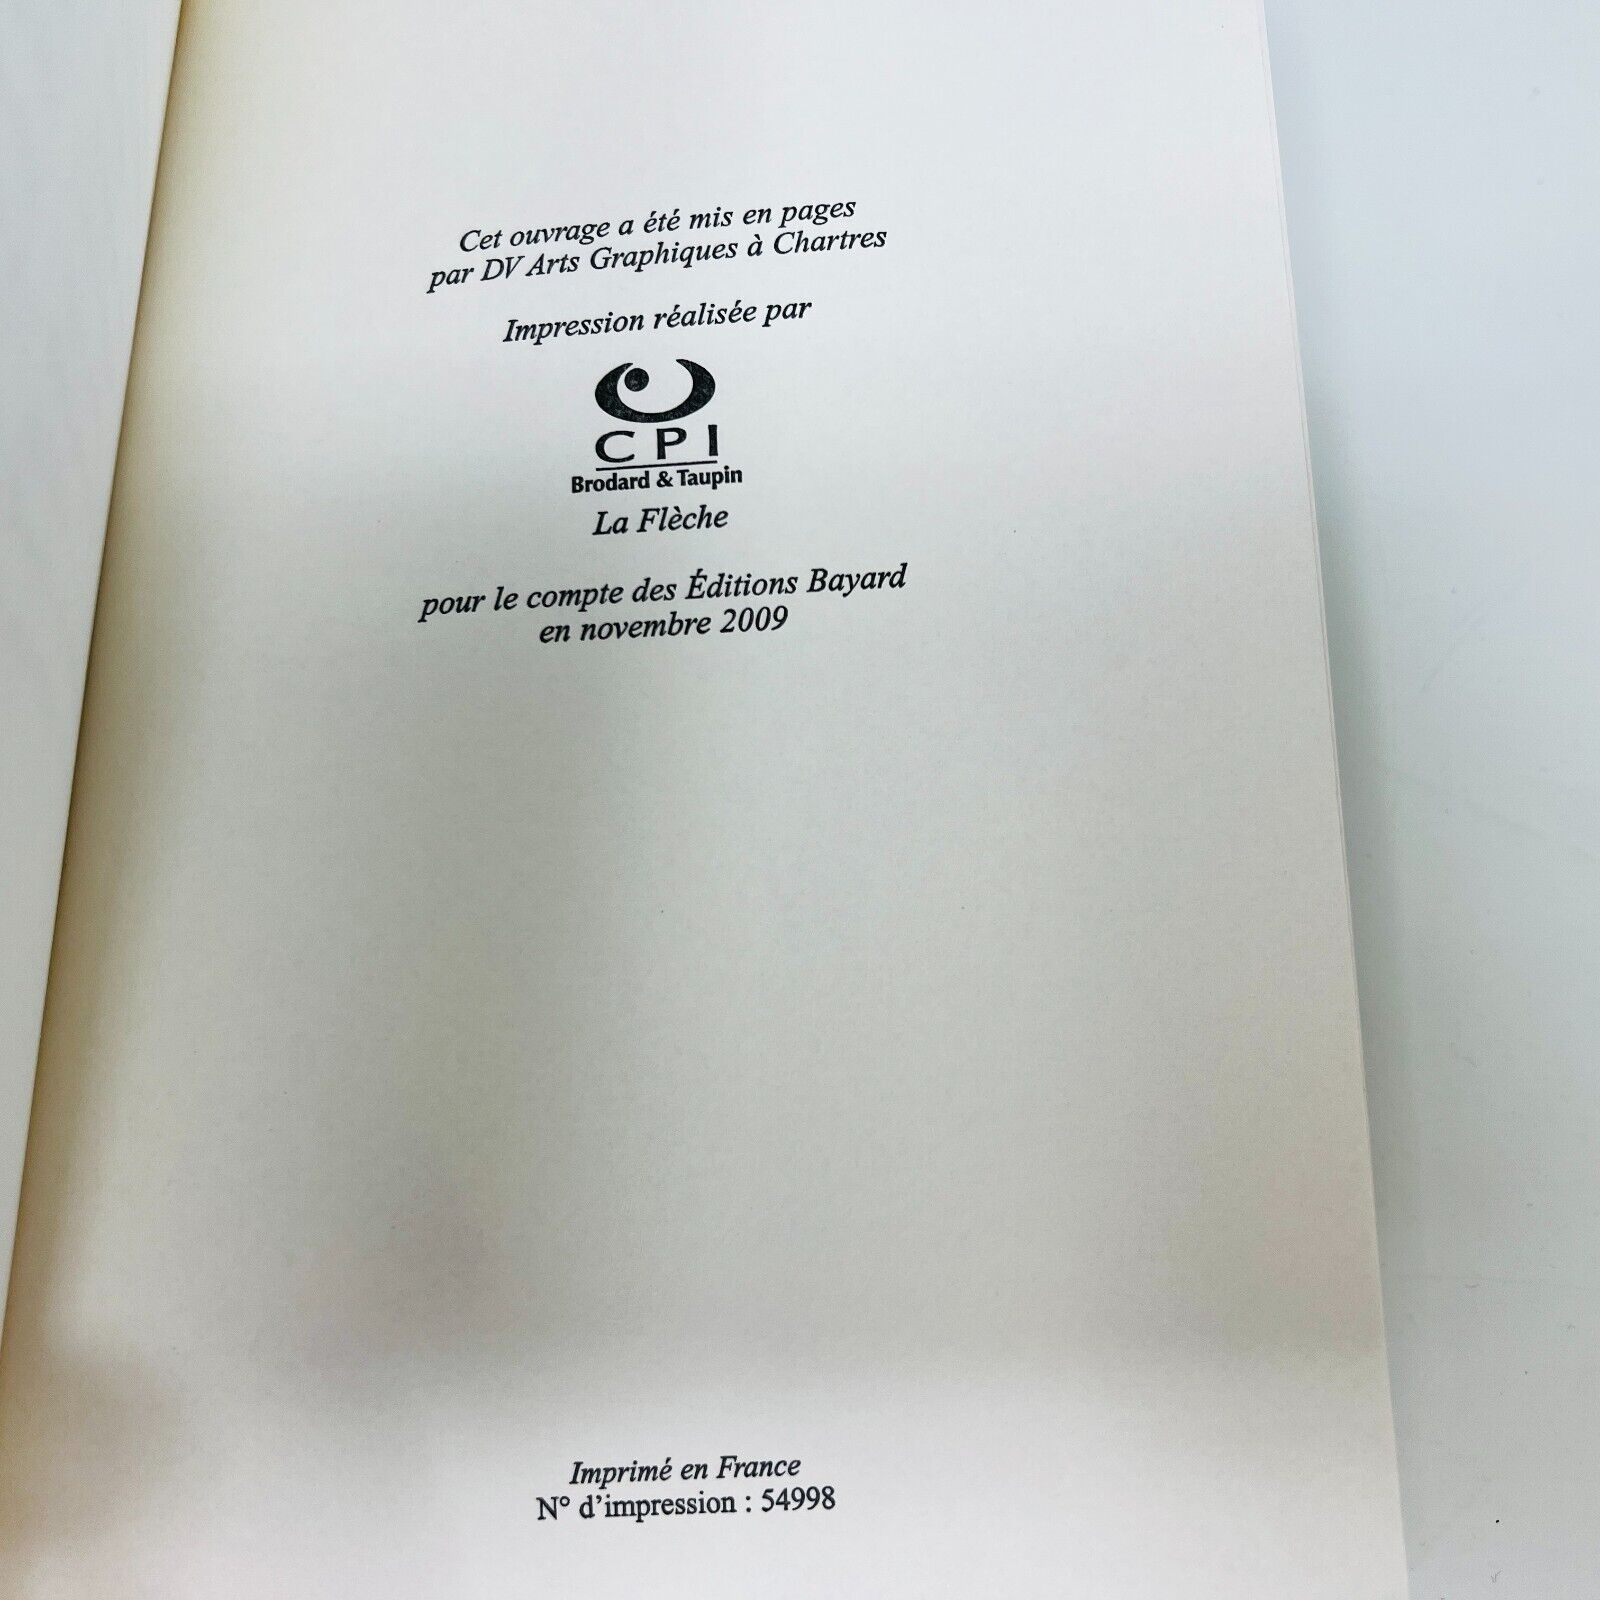 Cet ouvrage a été mis en pages
par DV Arts Graphiques à Chartres
Impression réalisée par
CPI
Brodard & Taupin
La Flèche
pour le compte des Éditions Bayard
en novembre 2009
Imprimé en France
N° d'impression : 54998